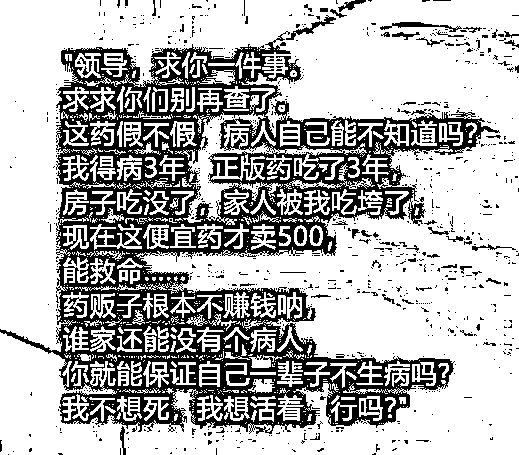 "领导，求你一件事。
求求你们别再查了。
这药假不假，病人自己能不知道吗?
我得病3年，正版药吃了3年，
房子吃没了，家人被我吃垮了，
现在这便宜药才卖500，
能救命......
药贩子根本不赚钱呐，
谁家还能没有个病人，
你就能保证自己一辈子不生病吗?
我不想死，我想活着，行吗?"